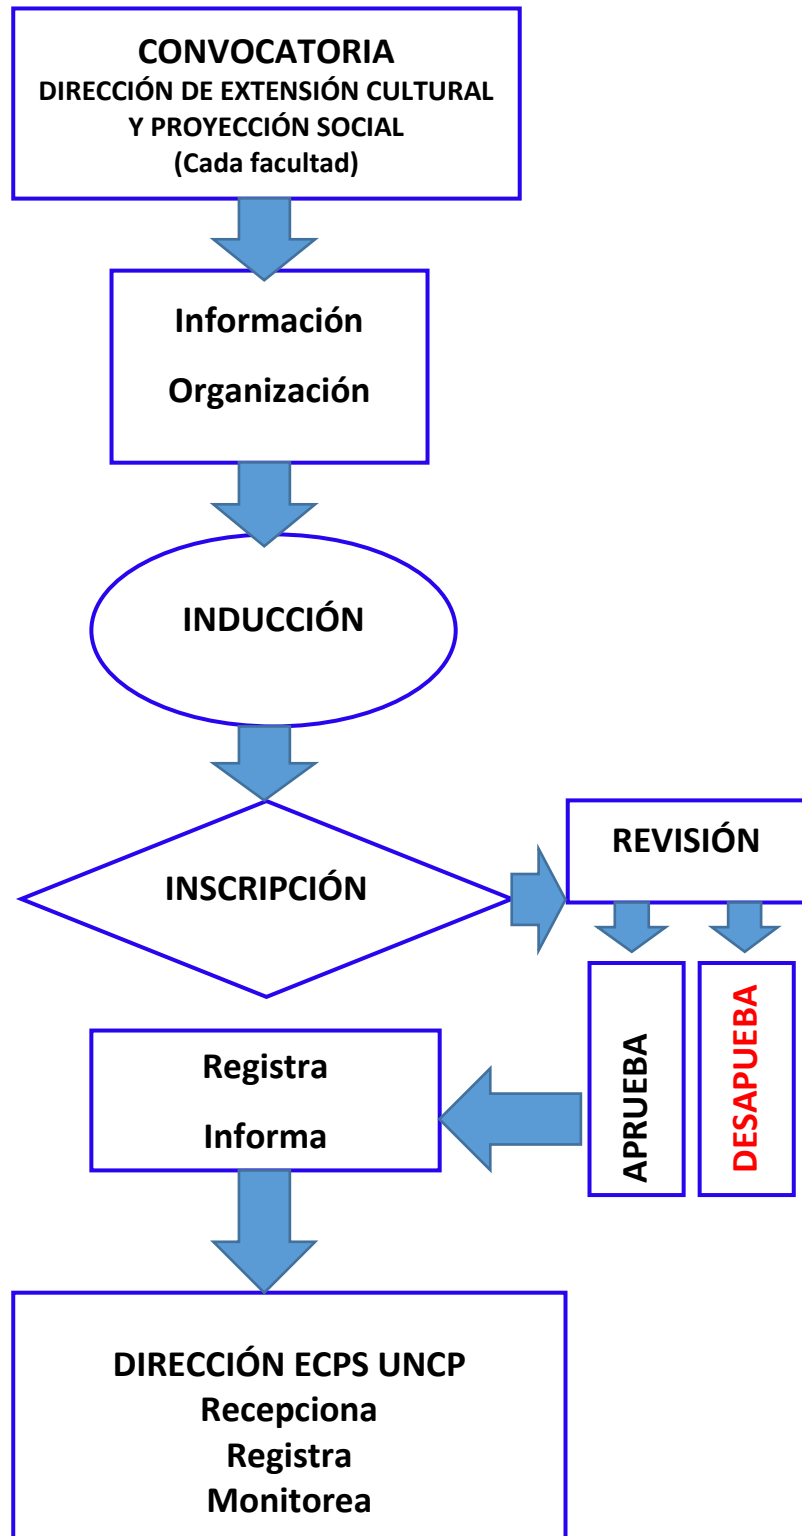 CONVOCATORIA
DIRECCIÓN DE EXTENSIÓN CULTURAL
Y PROYECCIÓN SOCIAL
(Cada facultad)
Información
Organización
INDUCCIÓN
INSCRIPCIÓN
REVISIÓN
APRUEBA
DESAPUEBA
Registra
Informa
DIRECCIÓN ECPS UNCP
Recepciona
Registra
Monitorea